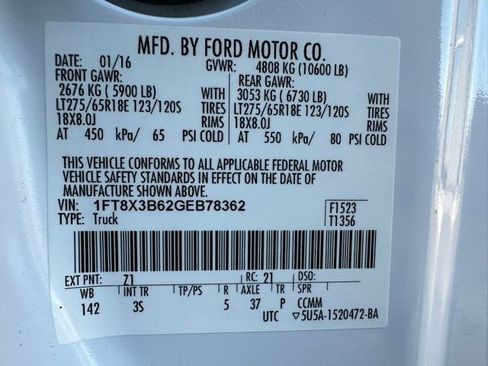 MFD. BY FORD MOTOR CO.
DATE: 01/16 GVWR: 4808 KG (10600 LB)
FRONT GAWR: REAR GAWR:
2676 KG ( 5900 LB) WITH 3053 KG ( 6730 LB) WITH
LT275/65R18E 123/120S TIRES LT275/65R18E 123/120S TIRES
18X8.0J RIMS 18X8.0J RIMS
AT 450 kPa/ 65 PSI COLD AT 550 kPa/ 80 PSI COLD
THIS VEHICLE CONFORMS TO ALL APPLICABLE FEDERAL MOTOR
VEHICLE SAFETY STANDARDS IN EFFECT ON THE DATE OF
MANUFACTURE SHOWN ABOVE.
VIN: 1FT8X3B62GEB78362 F1523
TYPE: Truck T1356
EXT PNT: Z1 RC: 21 DSO:
WB INT TR TP/PS R AXLE TR SPR
142 3S 5 37 P CCMM
UTC ▽5U5A-1520472-BA